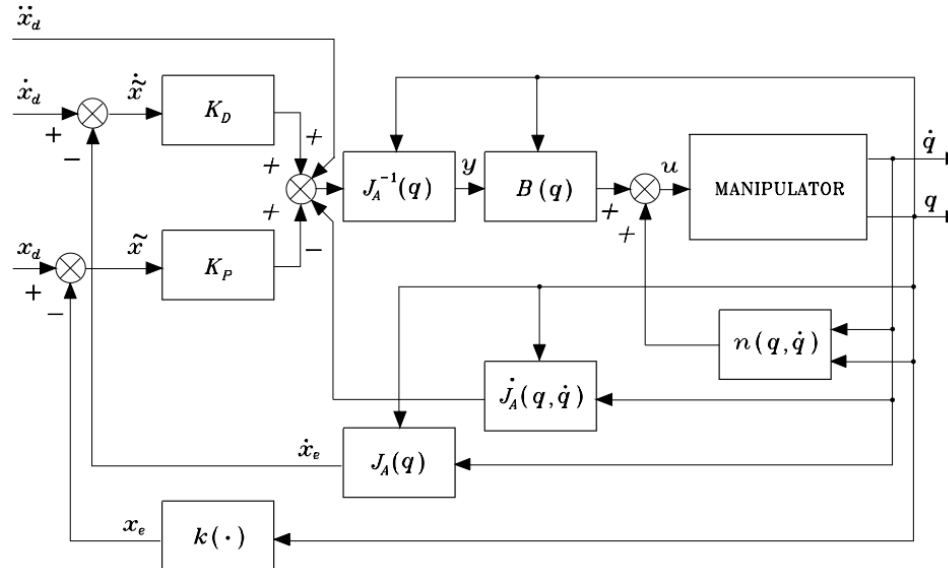 ẍ_d
ẋ_d + − x̃̇ K_D + + + + −
J_A⁻¹(q) y B(q) + + u MANIPULATOR q̇
q
x_d + − x̃ K_P
n(q, q̇)
J̇_A(q, q̇)
ẋ_e J_A(q)
x_e k(·)